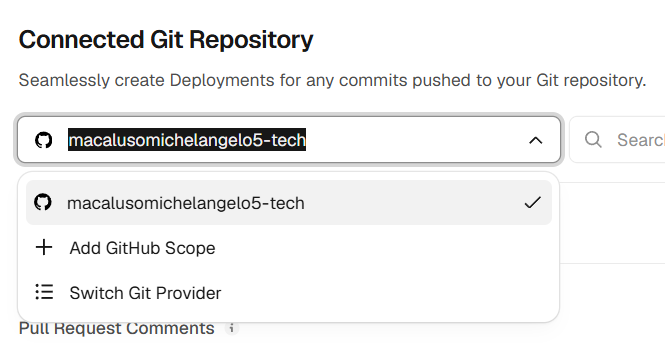 Connected Git Repository
Seamlessly create Deployments for any commits pushed to your Git repository.
macalusomichelangelo5-tech
Searc
macalusomichelangelo5-tech
Add GitHub Scope
Switch Git Provider
Pull Request Comments